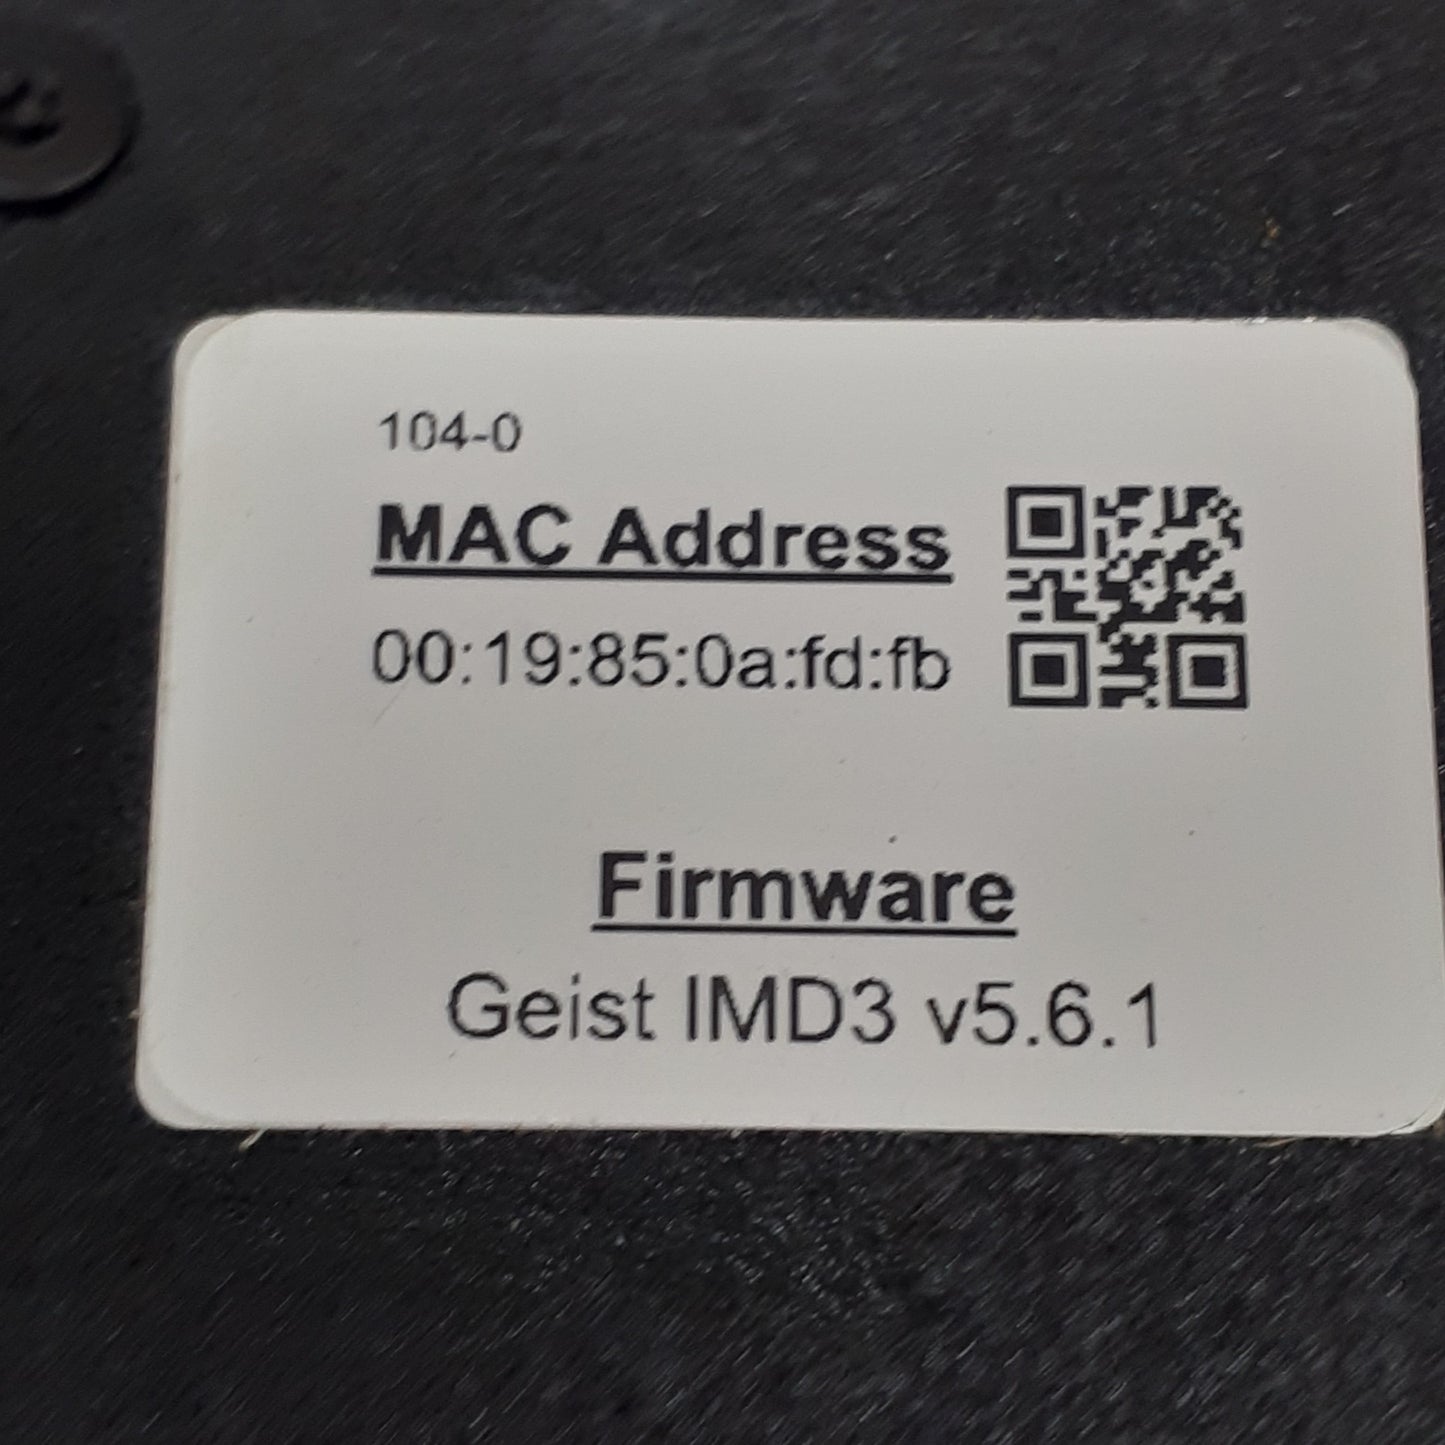 104-0
MAC Address
00:19:85:0a:fd:fb
Firmware
Geist IMD3 v5.6.1